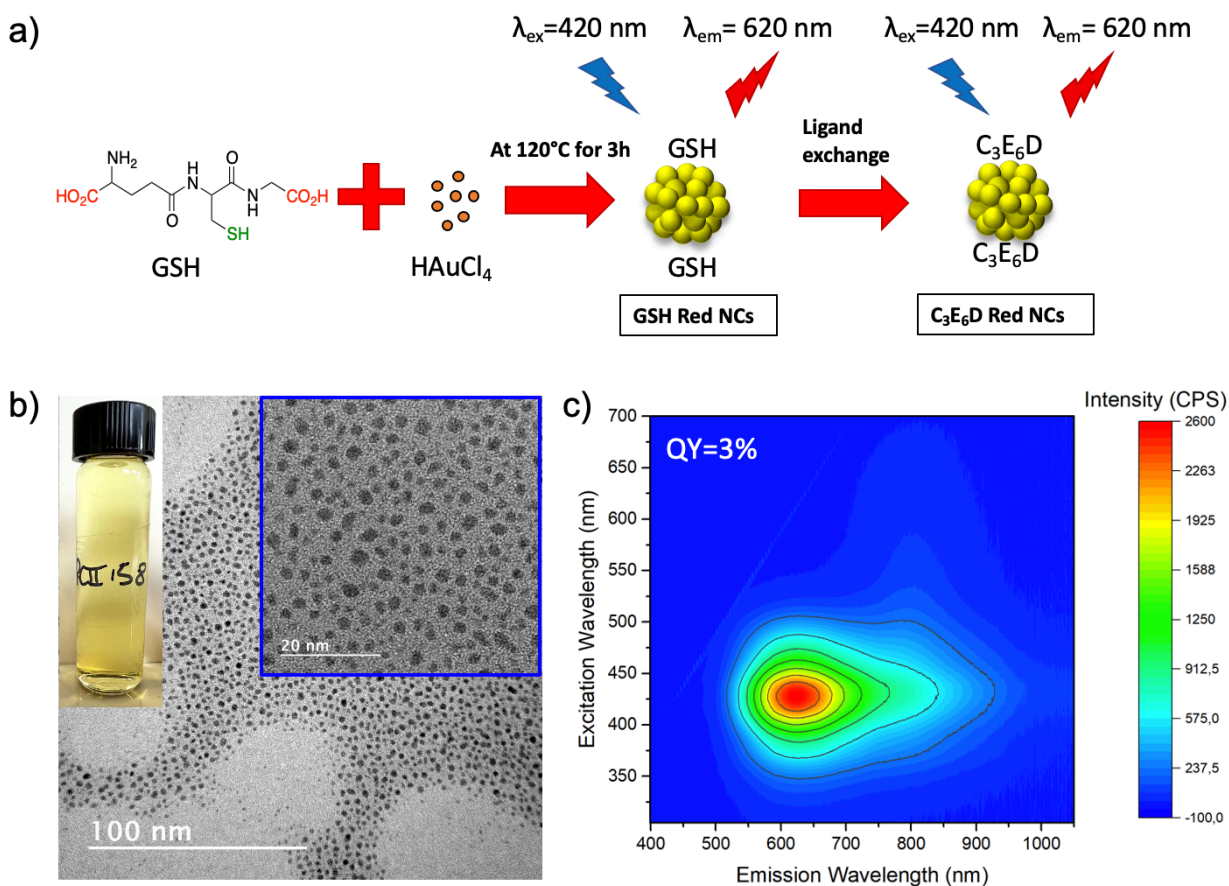 a)
λex=420 nm
λem= 620 nm
λex=420 nm
λem= 620 nm
NH2
HO2C
O
H
N
O
N
H
O
CO2H
SH
GSH
HAuCl4
At 120°C for 3h
GSH
GSH
GSH Red NCs
Ligand
exchange
C3E6D
C3E6D
C3E6D Red NCs
b)
20 nm
100 nm
c)
QY=3%
Intensity (CPS)
Excitation Wavelength (nm)
700
650
600
550
500
450
400
350
400
500
600
700
800
900
1000
Emission Wavelength (nm)
2600
2263
1925
1588
1250
912,5
575,0
237,5
-100,0